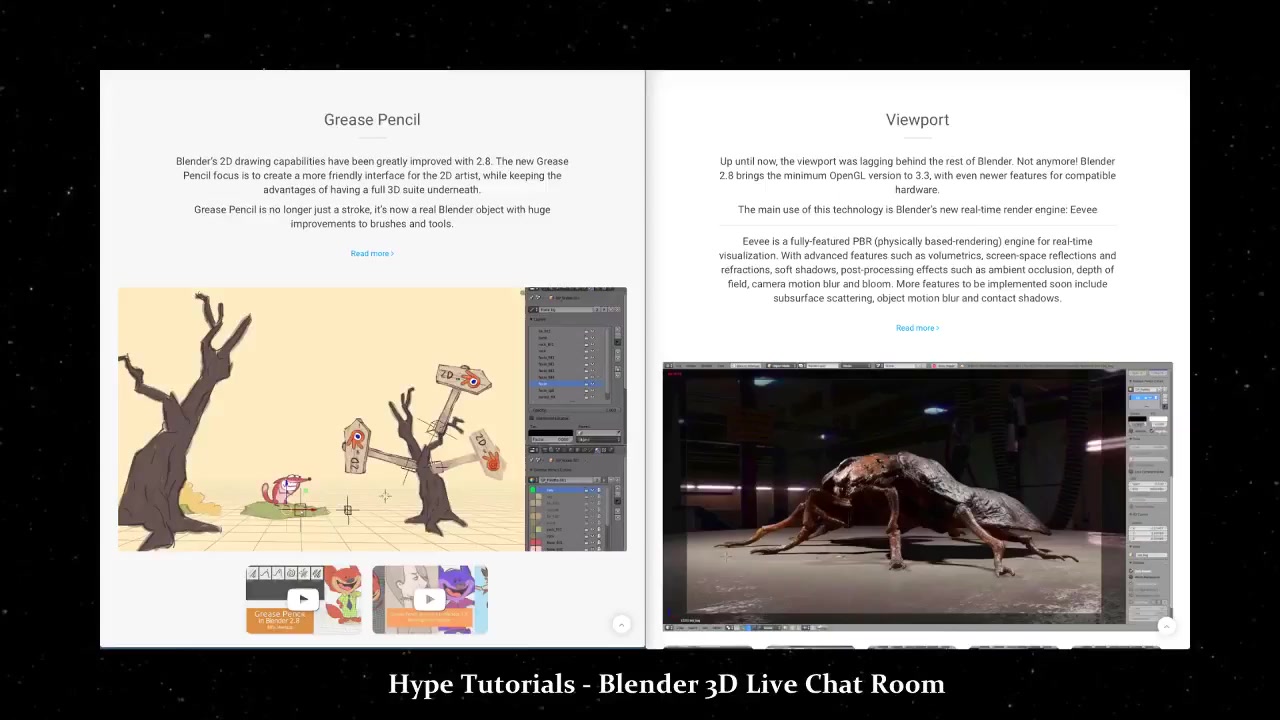 Grease Pencil
Blender's 2D drawing capabilities have been greatly improved with 2.8. The new Grease
Pencil focus is to create a more friendly interface for the 2D artist, while keeping the
advantages of having a full 3D suite underneath.
Grease Pencil is no longer just a stroke, it's now a real Blender object with huge
improvements to brushes and tools.
Read more ›
2D
2D
2D
Grease Pencil
in Blender 2.8
Viewport
Up until now, the viewport was lagging behind the rest of Blender. Not anymore! Blender
2.8 brings the minimum OpenGL version to 3.3, with even newer features for compatible
hardware.
The main use of this technology is Blender's new real-time render engine: Eevee
Eevee is a fully-featured PBR (physically based-rendering) engine for real-time
visualization. With advanced features such as volumetrics, screen-space reflections and
refractions, soft shadows, post-processing effects such as ambient occlusion, depth of
field, camera motion blur and bloom. More features to be implemented soon include
subsurface scattering, object motion blur and contact shadows.
Read more ›
Hype Tutorials - Blender 3D Live Chat Room